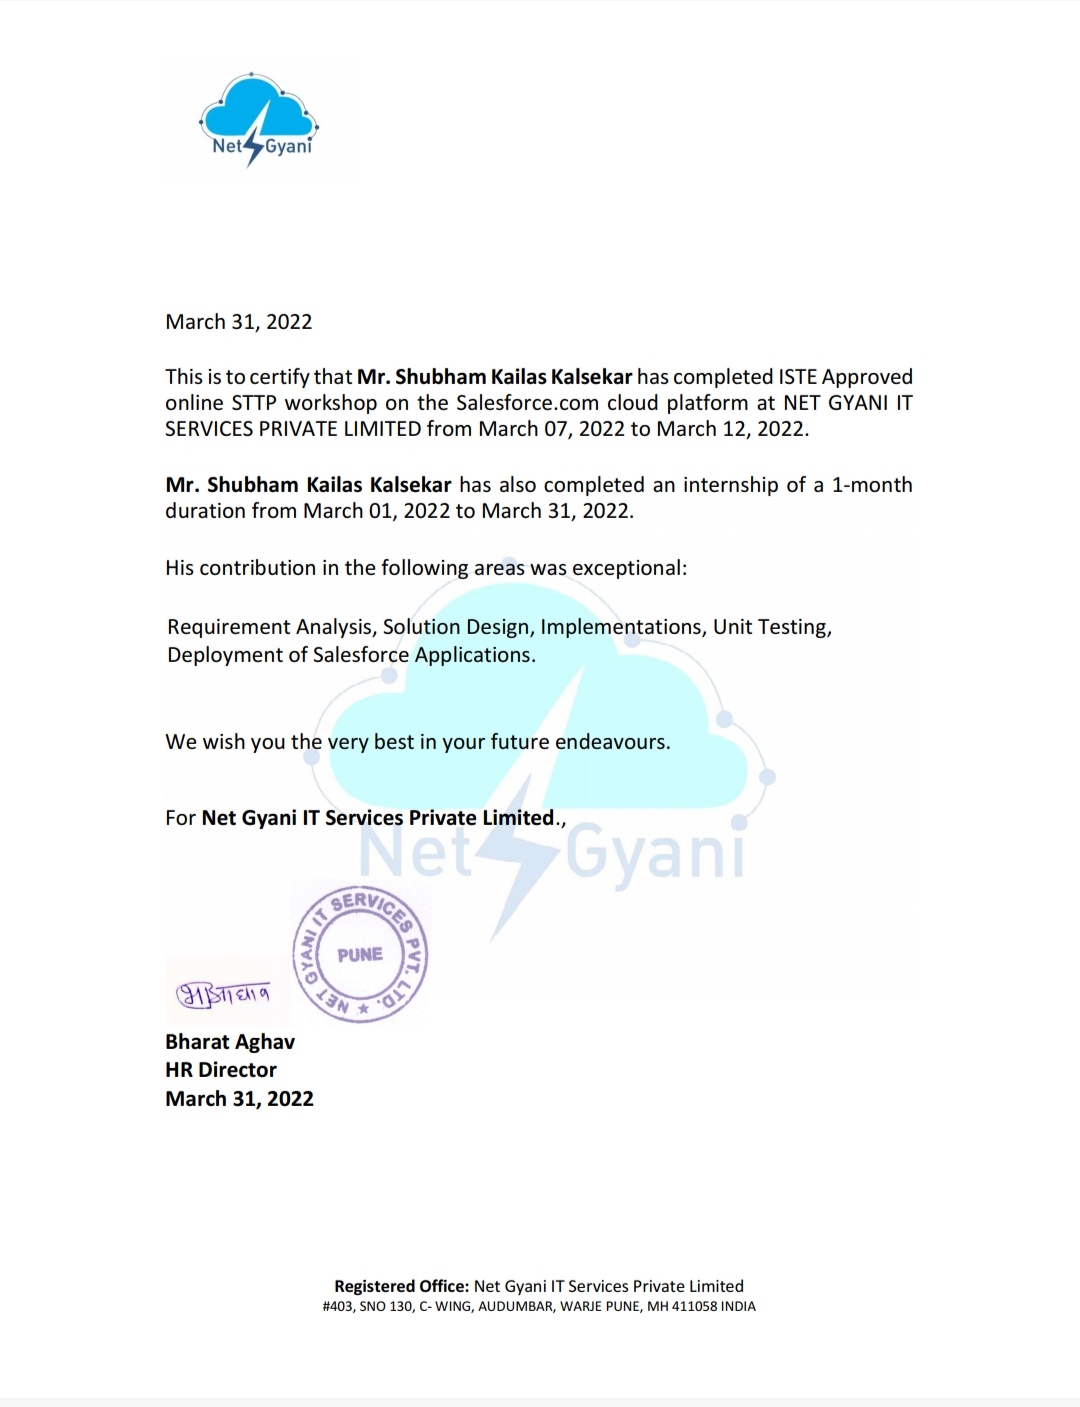 Net Gyani
March 31, 2022
This is to certify that Mr. Shubham Kailas Kalsekar has completed ISTE Approved
online STTP workshop on the Salesforce.com cloud platform at NET GYANI IT
SERVICES PRIVATE LIMITED from March 07, 2022 to March 12, 2022.
Mr. Shubham Kailas Kalsekar has also completed an internship of a 1-month
duration from March 01, 2022 to March 31, 2022.
His contribution in the following areas was exceptional:
Requirement Analysis, Solution Design, Implementations, Unit Testing,
Deployment of Salesforce Applications.
We wish you the very best in your future endeavours.
For Net Gyani IT Services Private Limited.,
Net Gyani
NET GYANI IT SERVICES PVT. LTD.
PUNE
Bharat Aghav
HR Director
March 31, 2022
Registered Office: Net Gyani IT Services Private Limited
#403, SNO 130, C- WING, AUDUMBAR, WARJE PUNE, MH 411058 INDIA